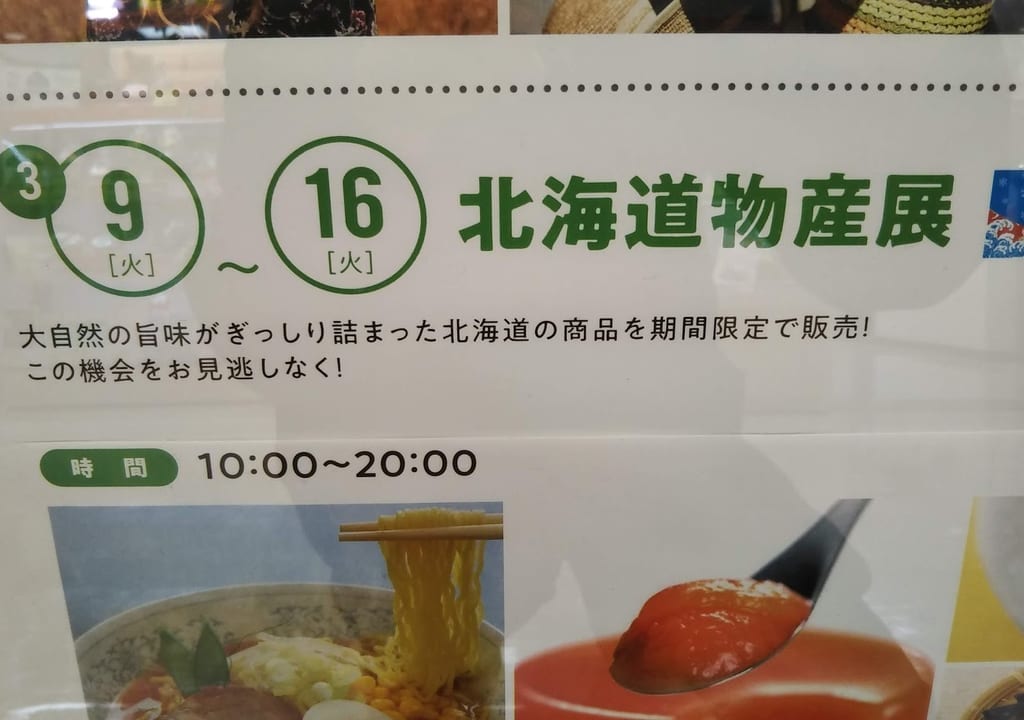 3 9[火]～16[火] 北海道物産展
大自然の旨味がぎっしり詰まった北海道の商品を期間限定で販売!
この機会をお見逃しなく!
時間 10:00～20:00